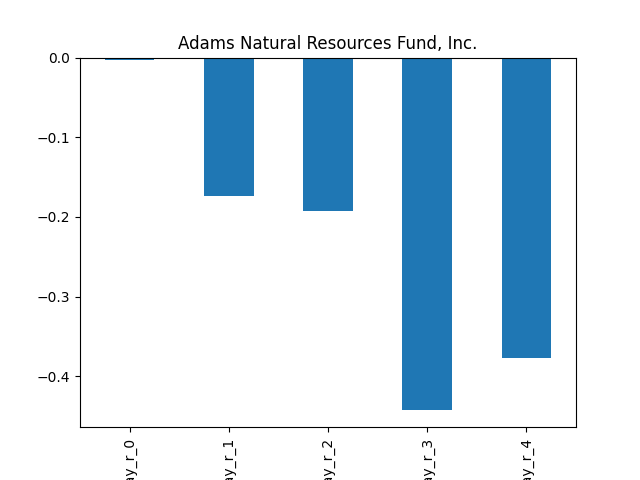 Adams Natural Resources Fund, Inc.
0.0
−0.1
−0.2
−0.3
−0.4
ay_r_0
ay_r_1
ay_r_2
ay_r_3
ay_r_4